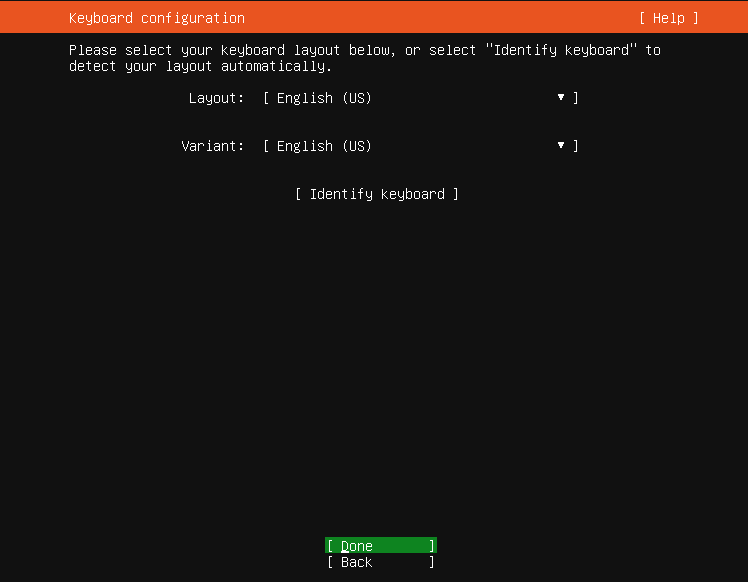 Keyboard configuration [ Help ]
Please select your keyboard layout below, or select "Identify keyboard" to
detect your layout automatically.
Layout: [ English (US) ▾ ]
Variant: [ English (US) ▾ ]
[ Identify keyboard ]
[ Done ]
[ Back ]